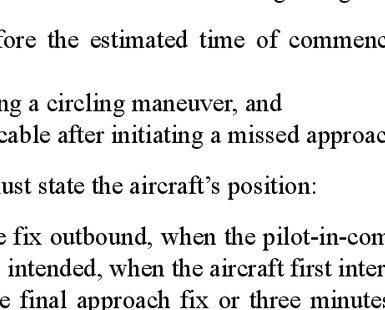 fore the estimated time of commenc
ng a circling maneuver, and
cable after initiating a missed approac
ust state the aircraft's position:
e fix outbound, when the pilot-in-com
intended, when the aircraft first inter
e final approach fix or three minutes